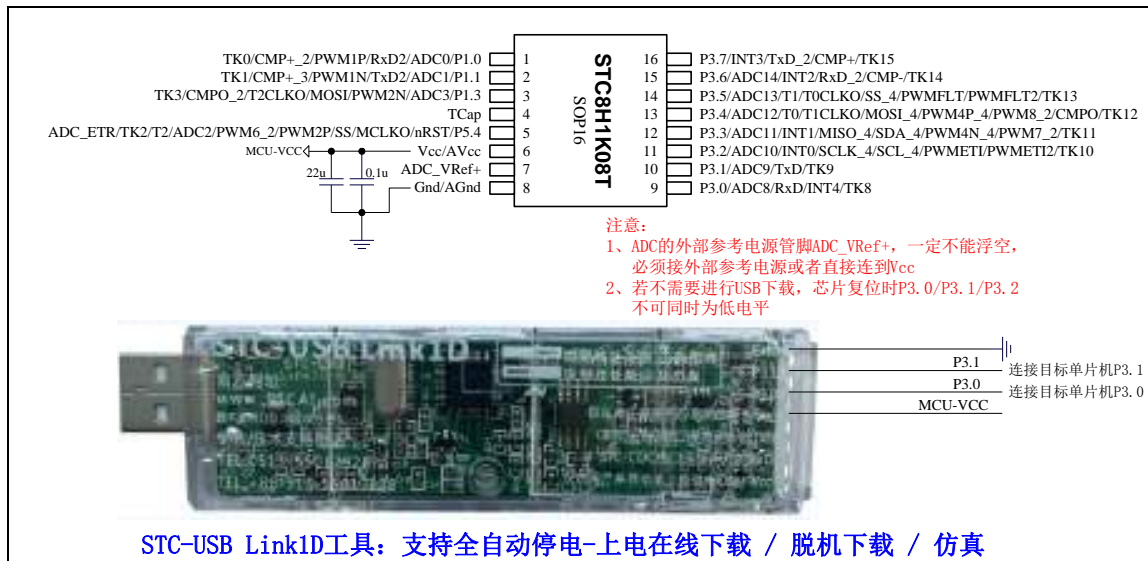 TK0/CMP+_2/PWM1P/RxD2/ADC0/P1.0
TK1/CMP+_3/PWM1N/TxD2/ADC1/P1.1
TK3/CMPO_2/T2CLKO/MOSI/PWM2N/ADC3/P1.3
TCap
ADC_ETR/TK2/T2/ADC2/PWM6_2/PWM2P/SS/MCLKO/nRST/P5.4
MCU-VCC
Vcc/AVcc
ADC_VRef+
Gnd/AGnd
22u
0.1u
1
2
3
4
5
6
7
8
STC8H1K08T
SOP16
16
15
14
13
12
11
10
9
P3.7/INT3/TxD_2/CMP+/TK15
P3.6/ADC14/INT2/RxD_2/CMP-/TK14
P3.5/ADC13/T1/T0CLKO/SS_4/PWMFLT/PWMFLT2/TK13
P3.4/ADC12/T0/T1CLKO/MOSI_4/PWM4P_4/PWM8_2/CMPO/TK12
P3.3/ADC11/INT1/MISO_4/SDA_4/PWM4N_4/PWM7_2/TK11
P3.2/ADC10/INT0/SCLK_4/SCL_4/PWMETI/PWMETI2/TK10
P3.1/ADC9/TxD/TK9
P3.0/ADC8/RxD/INT4/TK8
注意:
1、ADC的外部参考电源管脚ADC_VRef+，一定不能浮空，
必须接外部参考电源或者直接连到Vcc
2、若不需要进行USB下载，芯片复位时P3.0/P3.1/P3.2
不可同时为低电平
STC-USB Link1D
P3.1
连接目标单片机P3.1
P3.0
连接目标单片机P3.0
MCU-VCC
STC-USB Link1D工具: 支持全自动停电-上电在线下载 / 脱机下载 / 仿真